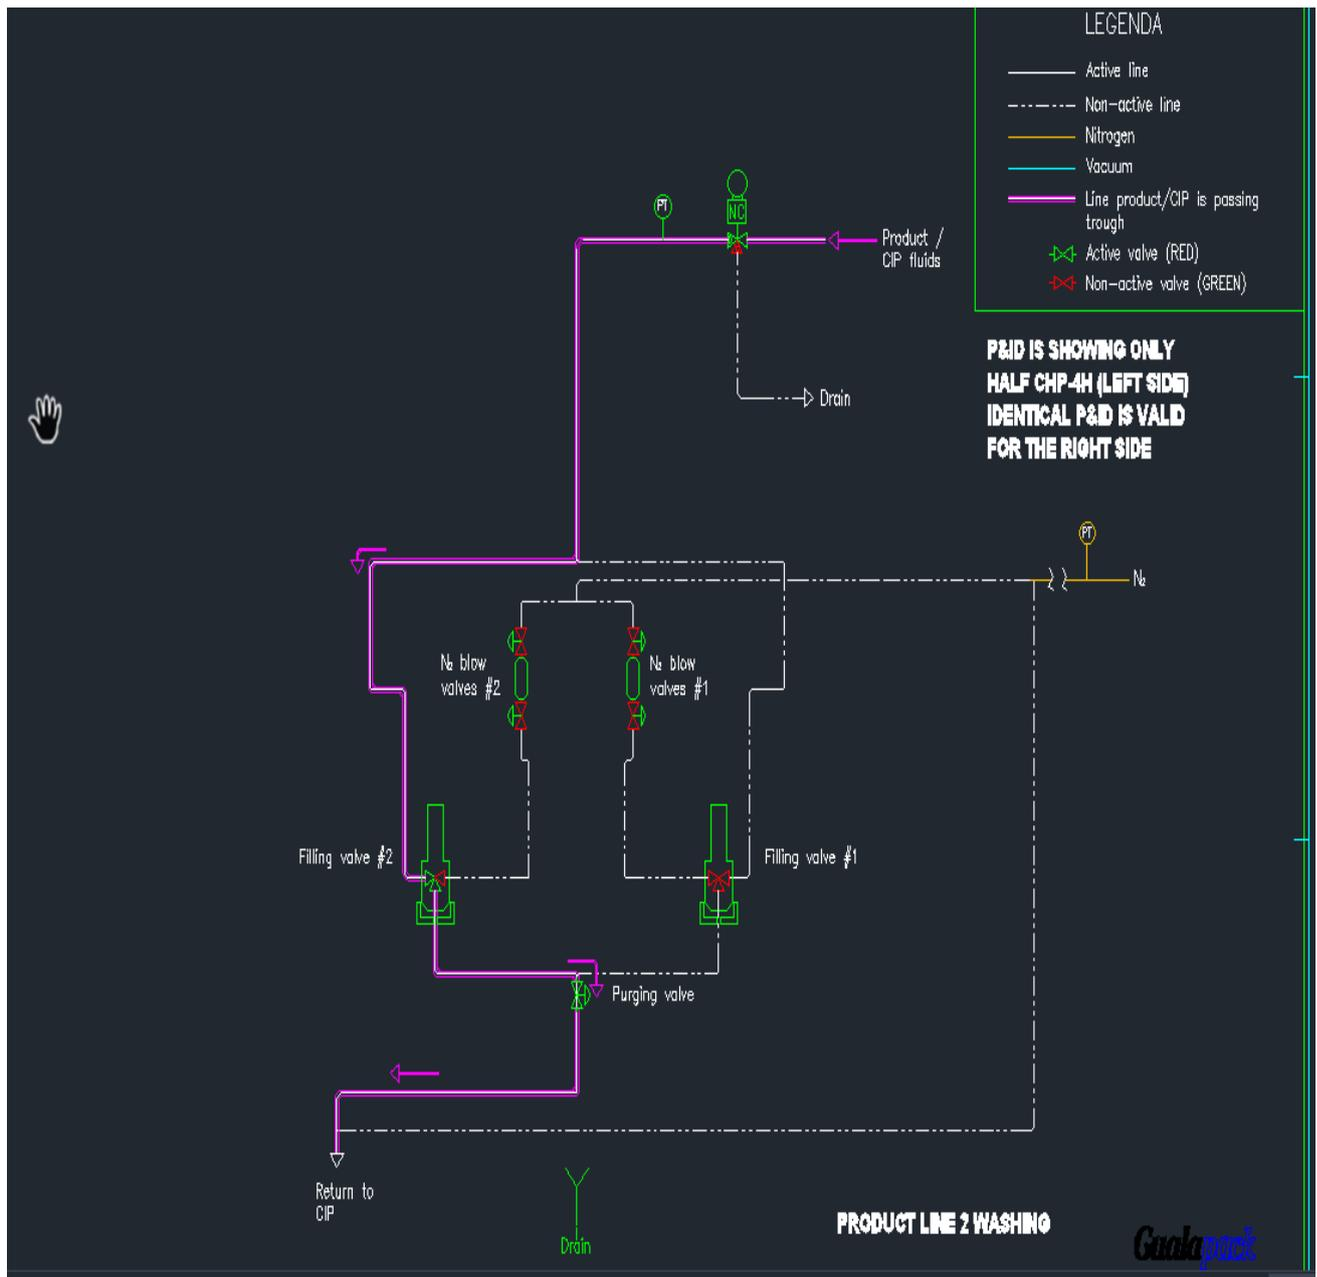 LEGENDA
Active line
Non-active line
Nitrogen
Vacuum
Line product/CIP is passing
trough
Active valve (RED)
Non-active valve (GREEN)
PT
NC
Product /
CIP fluids
Drain
P&ID IS SHOWING ONLY
HALF CHP-4H (LEFT SIDE)
IDENTICAL P&ID IS VALID
FOR THE RIGHT SIDE
PT
N₂
N₂ blow
valves #2
N₂ blow
valves #1
Filling valve #2
Filling valve #1
Purging valve
Return to
CIP
Drain
PRODUCT LINE 2 WASHING
Gualapack